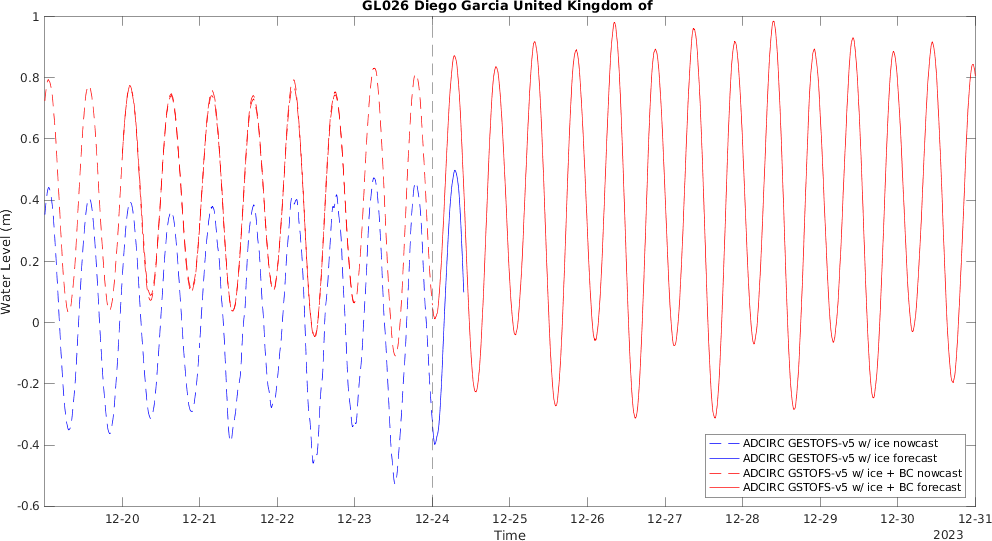 GL026 Diego Garcia United Kingdom of
Water Level (m)
1
0.8
0.6
0.4
0.2
0
-0.2
-0.4
-0.6
ADCIRC GESTOFS-v5 w/ ice nowcast
ADCIRC GESTOFS-v5 w/ ice forecast
ADCIRC GSTOFS-v5 w/ ice + BC nowcast
ADCIRC GSTOFS-v5 w/ ice + BC forecast
12-20 12-21 12-22 12-23 12-24 12-25 12-26 12-27 12-28 12-29 12-30 12-31
Time
2023